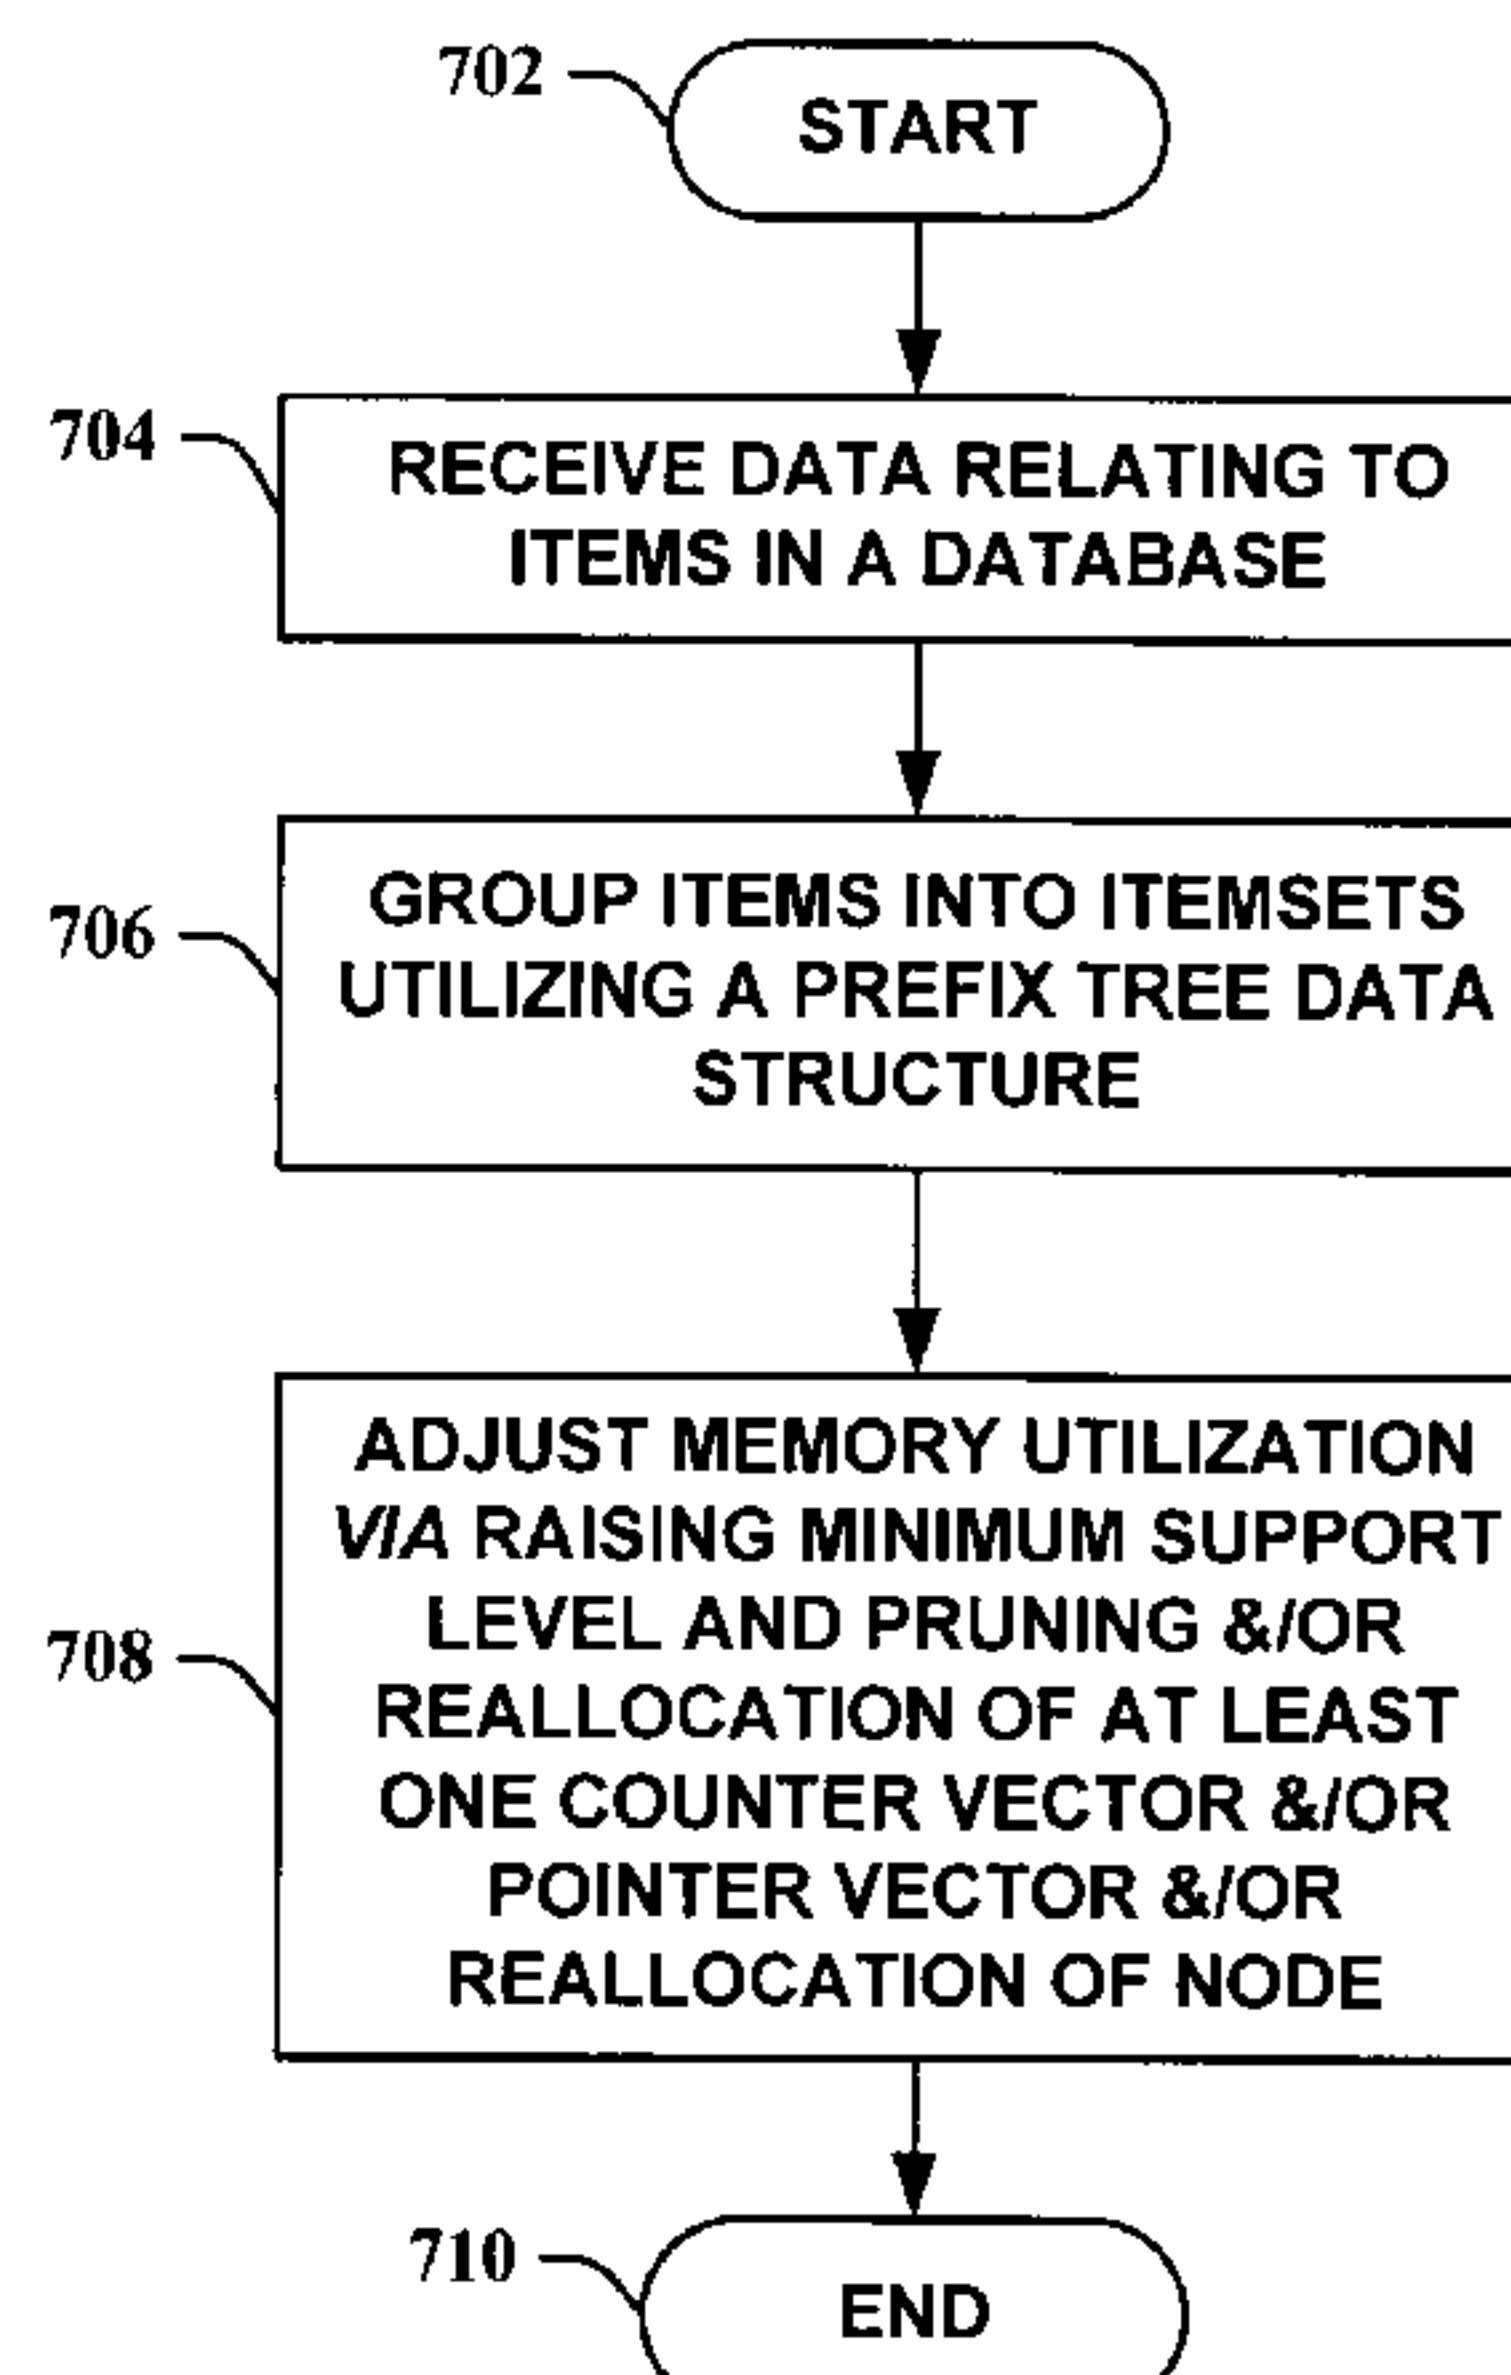 702
START
704
RECEIVE DATA RELATING TO
ITEMS IN A DATABASE
706
GROUP ITEMS INTO ITEMSETS
UTILIZING A PREFIX TREE DATA
STRUCTURE
708
ADJUST MEMORY UTILIZATION
VIA RAISING MINIMUM SUPPORT
LEVEL AND PRUNING &/OR
REALLOCATION OF AT LEAST
ONE COUNTER VECTOR &/OR
POINTER VECTOR &/OR
REALLOCATION OF NODE
710
END